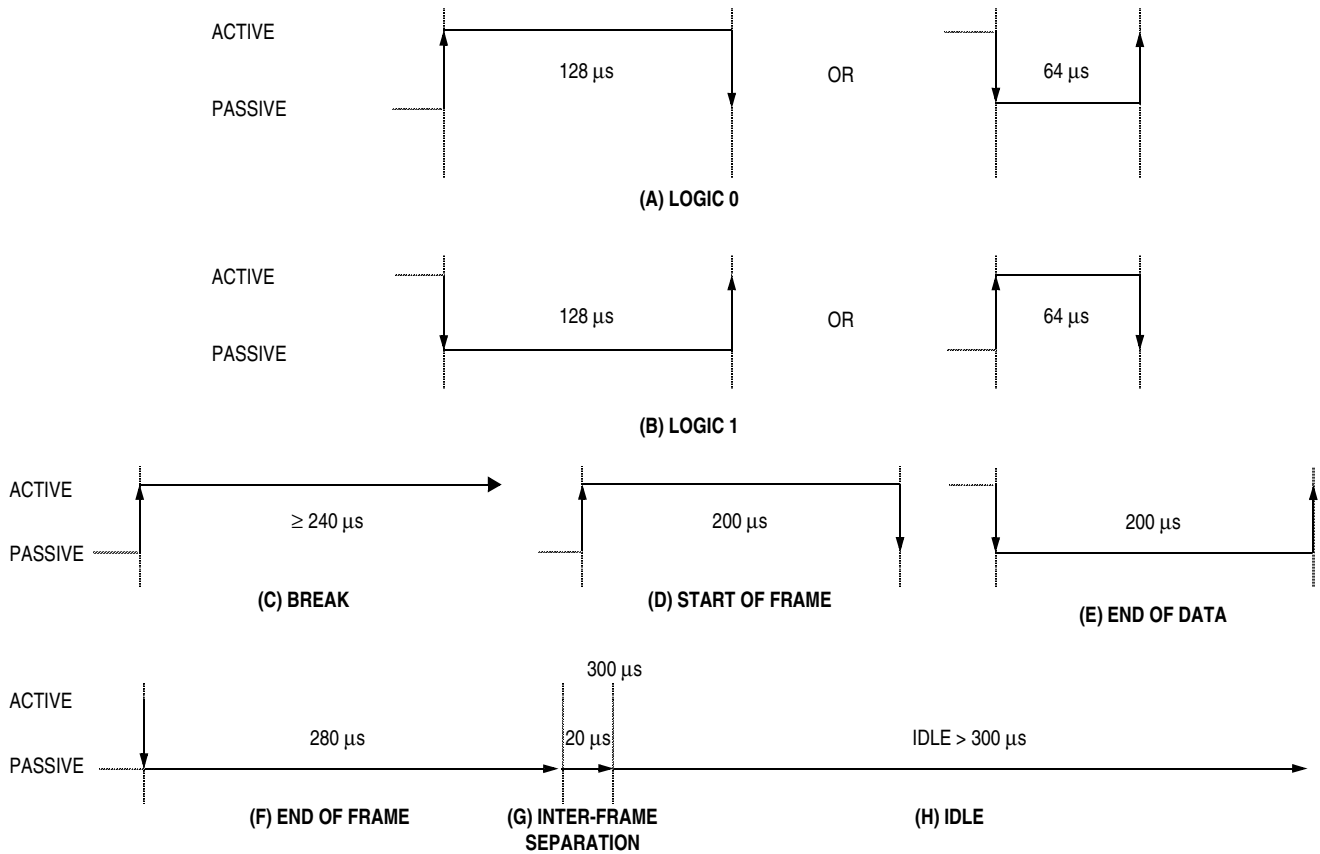 ACTIVE
128 µs
OR
64 µs
PASSIVE
(A) LOGIC 0
ACTIVE
128 µs
OR
64 µs
PASSIVE
(B) LOGIC 1
ACTIVE
≥ 240 µs
200 µs
200 µs
PASSIVE
(C) BREAK
(D) START OF FRAME
(E) END OF DATA
300 µs
ACTIVE
280 µs
20 µs
IDLE > 300 µs
PASSIVE
(F) END OF FRAME
(G) INTER-FRAME
SEPARATION
(H) IDLE